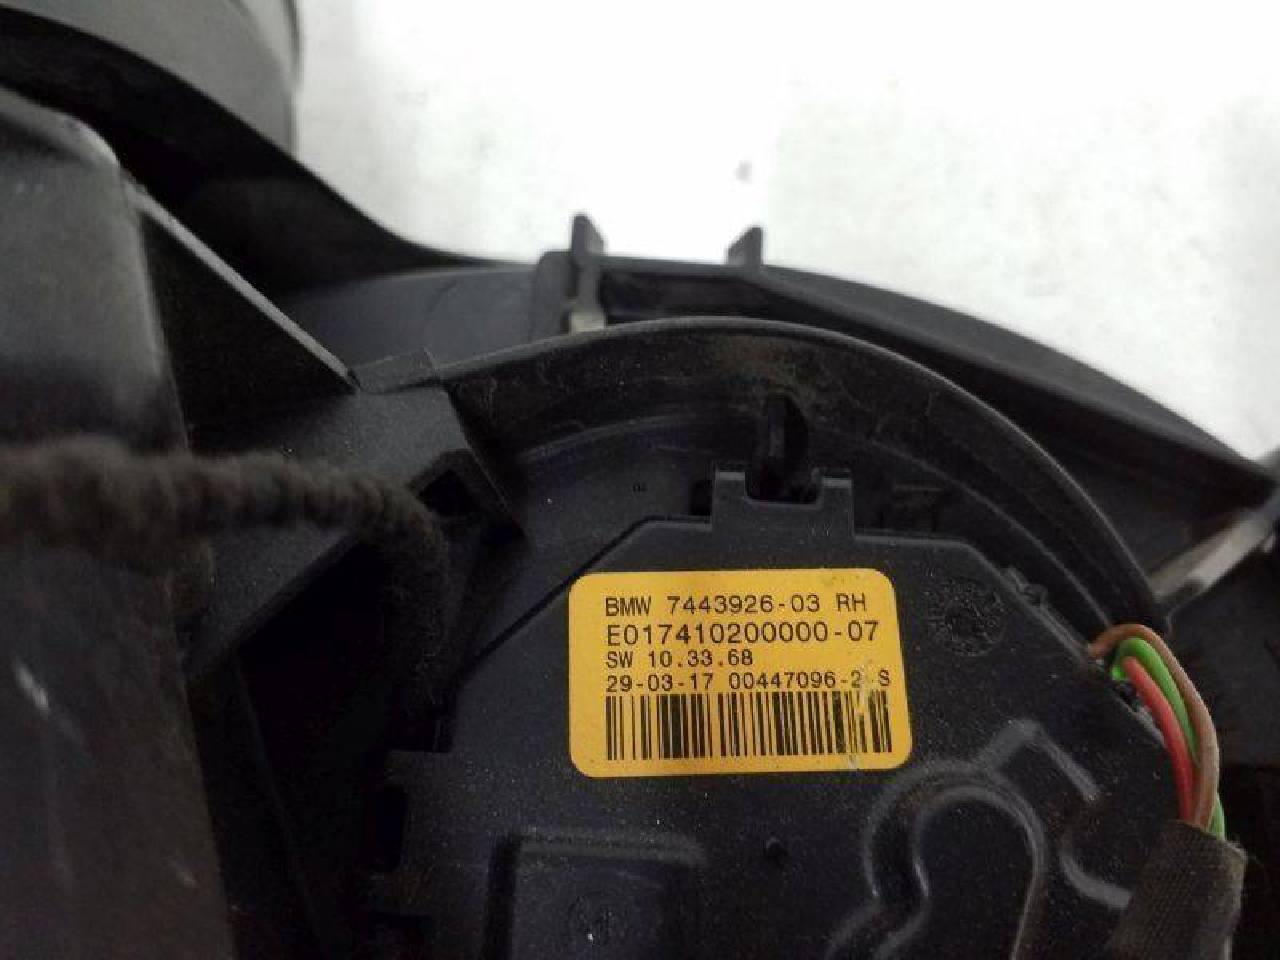 BMW 7443926-03 RH
E017410200000-07
SW 10.33.68
29-03-17 00447096-2 S